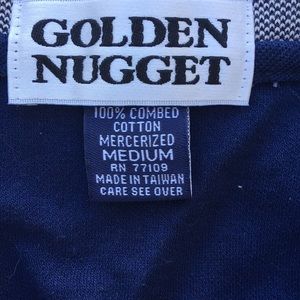 GOLDEN
NUGGET
100% COMBED
COTTON
MERCERIZED
MEDIUM
RN 77109
MADE IN TAIWAN
CARE SEE OVER